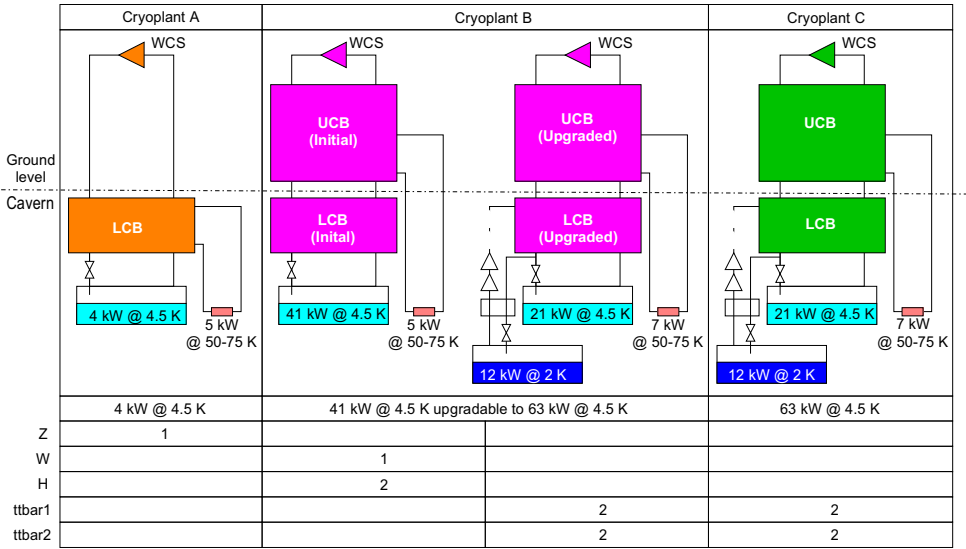 Cryoplant A
Cryoplant B
Cryoplant C
WCS
WCS
WCS
WCS
UCB
(Initial)
UCB
(Upgraded)
UCB
Ground
level
Cavern
LCB
LCB
(Inital)
LCB
(Upgraded)
LCB
4 kW @ 4.5 K
5 kW
@ 50-75 K
41 kW @ 4.5 K
5 kW
@ 50-75 K
21 kW @ 4.5 K
7 kW
@ 50-75 K
21 kW @ 4.5 K
7 kW
@ 50-75 K
12 kW @ 2 K
12 kW @ 2 K
4 kW @ 4.5 K 41 kW @ 4.5 K upgradable to 63 kW @ 4.5 K 63 kW @ 4.5 K
Z 1
W 1
H 2
ttbar1 2 2
ttbar2 2 2